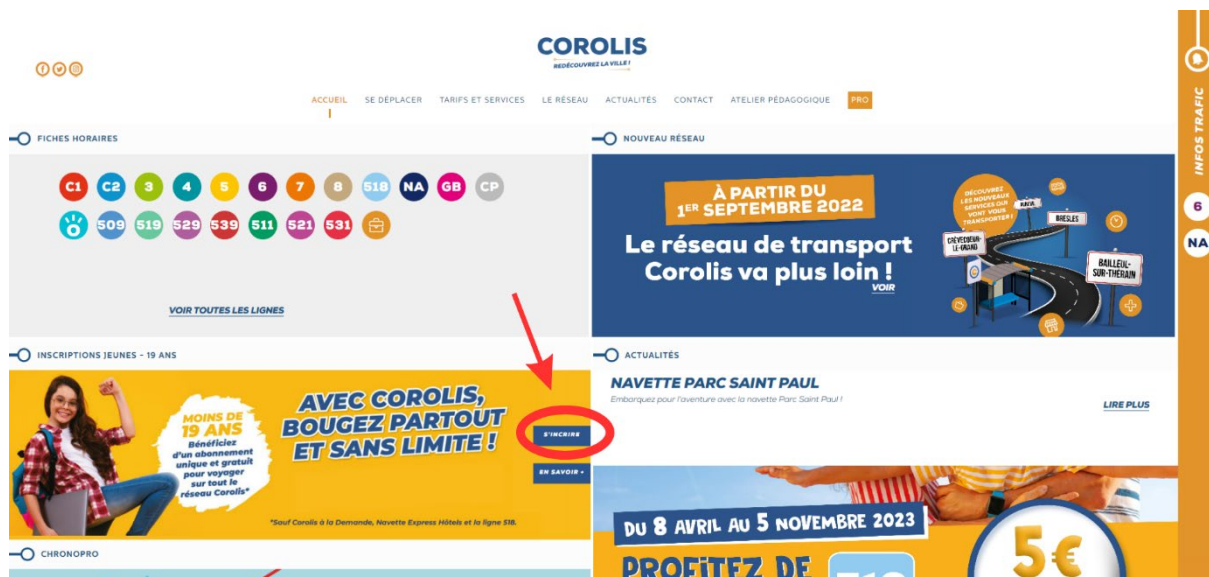 COROLIS
REDÉCOUVREZ LA VILLE !
ACCUEIL SE DÉPLACER TARIFS ET SERVICES LE RÉSEAU ACTUALITÉS CONTACT ATELIER PÉDAGOGIQUE PRO
INFOS TRAFIC
6
NA
FICHES HORAIRES
C1 C2 3 4 5 6 7 8 518 NA GB CP
509 519 529 539 511 521 531
VOIR TOUTES LES LIGNES
NOUVEAU RÉSEAU
À PARTIR DU
1ER SEPTEMBRE 2022
Le réseau de transport
Corolis va plus loin !
VOIR
DÉCOUVREZ
LES NOUVEAUX
SERVICES QUI
VONT VOUS
TRANSPORTER !
BRESLES
CRÈVECOEUR-
LE-GRAND
BAILLEUL-
SUR-THERAIN
INSCRIPTIONS JEUNES - 19 ANS
MOINS DE
19 ANS
Bénéficiez
d'un abonnement
unique et gratuit
pour voyager
sur tout le
réseau Corolis*
AVEC COROLIS,
BOUGEZ PARTOUT
ET SANS LIMITE !
S'INCRIRE
EN SAVOIR +
*Sauf Corolis à la Demande, Navette Express Hôtels et la ligne 518.
ACTUALITÉS
NAVETTE PARC SAINT PAUL
Embarquez pour l'aventure avec la navette Parc Saint Paul !
LIRE PLUS
DU 8 AVRIL AU 5 NOVEMBRE 2023
PROFITEZ DE
5€
CHRONOPRO